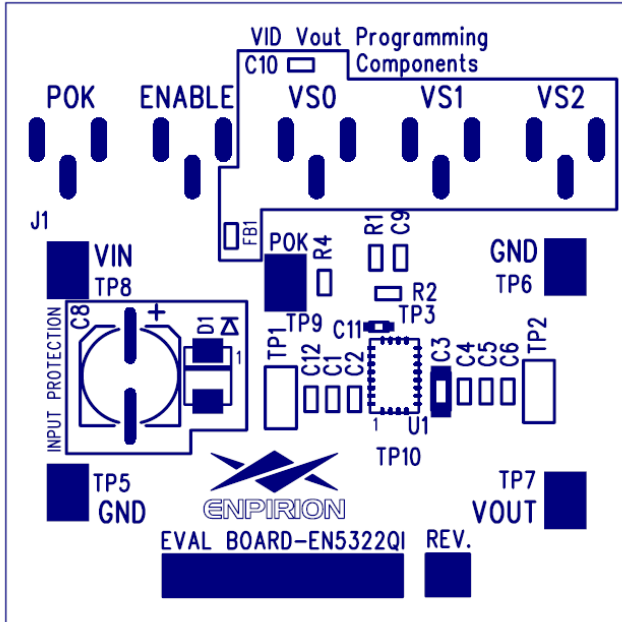 VID Vout Programming
Components
C10
POK ENABLE VS0 VS1 VS2
J1
FB1
VIN
TP8
POK
TP9
R4
R1
C9
R2
GND
TP6
TP3
C11
INPUT PROTECTION
C8
+
D1
1
TP1
C12
C1
C2
C3
C4
C5
C6
TP2
1
U1
TP10
TP5
GND
TP7
VOUT
ENPIRION
EVAL BOARD-EN5322QI REV.